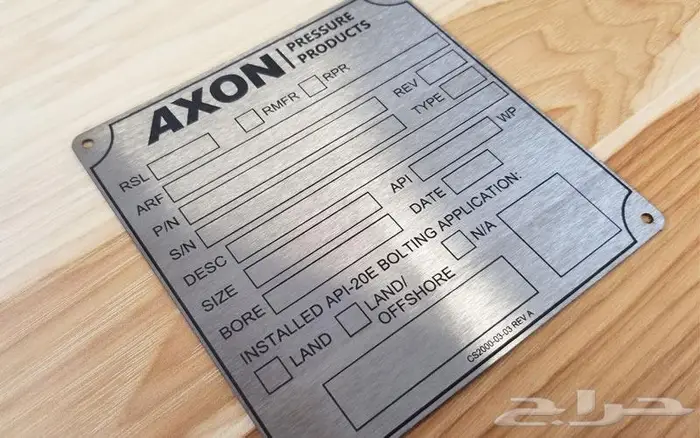 AXON | PRESSURE
PRODUCTS
RMFR RPR
RSL
ARF REV
P/N TYPE
S/N
DESC API WP
SIZE DATE
BORE
INSTALLED API-20E BOLTING APPLICATION:
LAND LAND/ N/A
OFFSHORE
CS2000-03-03 REV.A
حراج